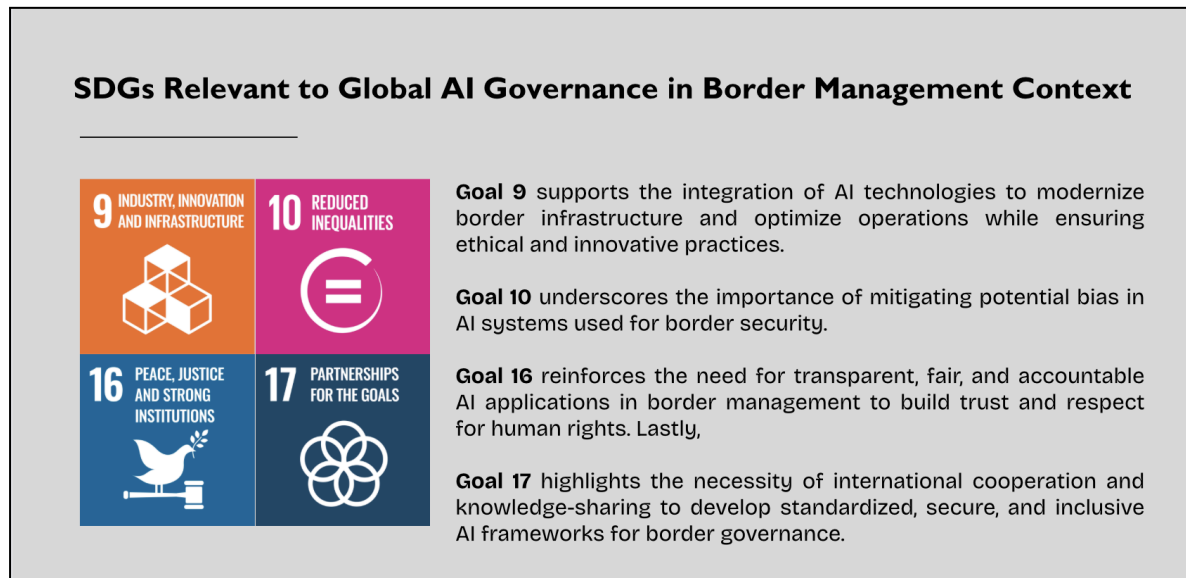 SDGs Relevant to Global AI Governance in Border Management Context
9 INDUSTRY, INNOVATION
AND INFRASTRUCTURE
10 REDUCED
INEQUALITIES
16 PEACE, JUSTICE
AND STRONG
INSTITUTIONS
17 PARTNERSHIPS
FOR THE GOALS
Goal 9 supports the integration of AI technologies to modernize
border infrastructure and optimize operations while ensuring
ethical and innovative practices.
Goal 10 underscores the importance of mitigating potential bias in
AI systems used for border security.
Goal 16 reinforces the need for transparent, fair, and accountable
AI applications in border management to build trust and respect
for human rights. Lastly,
Goal 17 highlights the necessity of international cooperation and
knowledge-sharing to develop standardized, secure, and inclusive
AI frameworks for border governance.